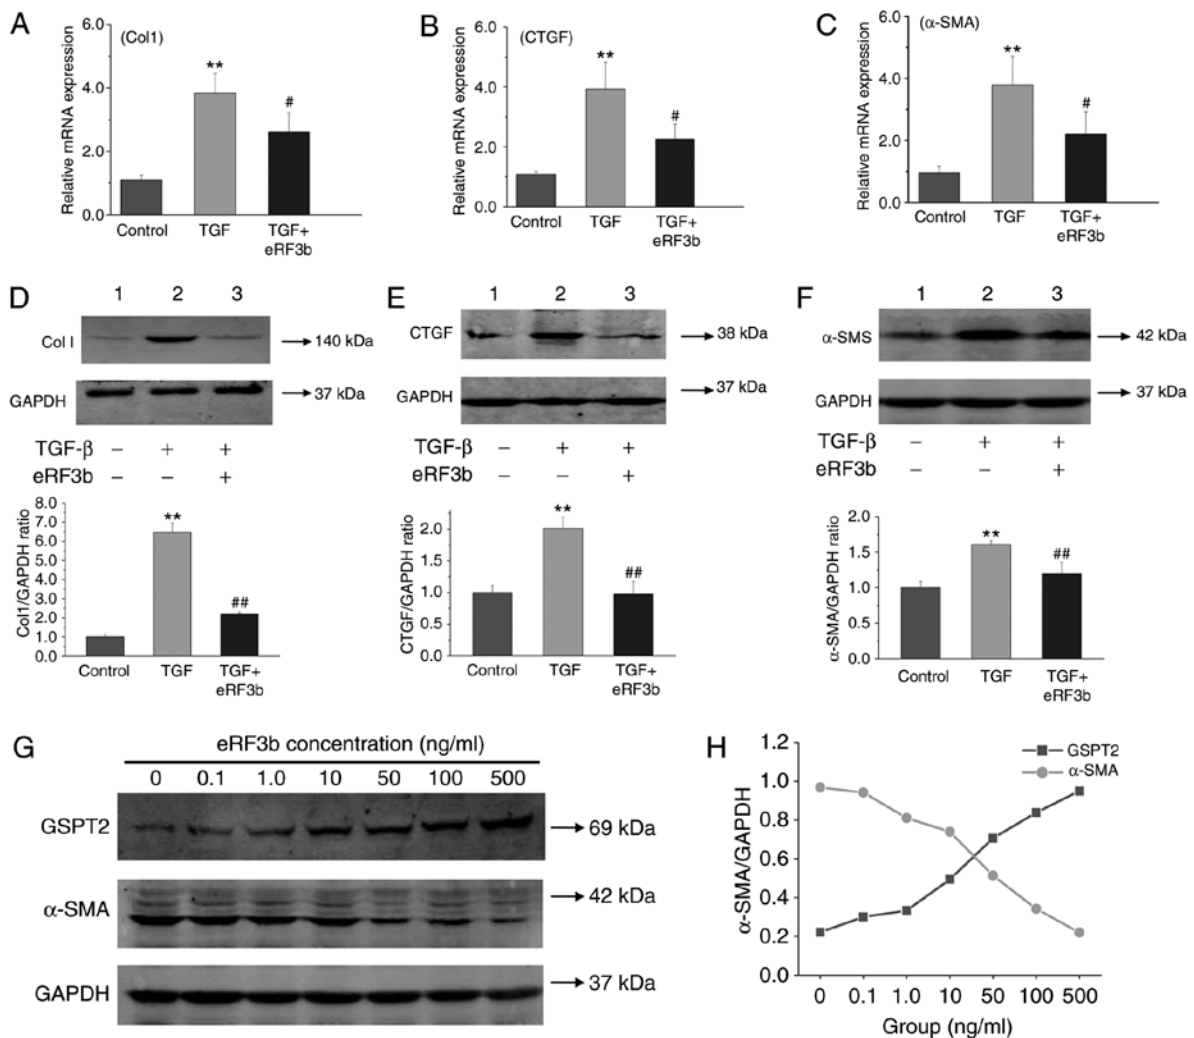 A
(Col1)
Relative mRNA expression
6.0
4.0
2.0
0.0
**
#
Control
TGF
TGF+
eRF3b
B
(CTGF)
Relative mRNA expression
6.0
4.0
2.0
0.0
**
#
Control
TGF
TGF+
eRF3b
C
(α-SMA)
Relative mRNA expression
6.0
4.0
2.0
0.0
**
#
Control
TGF
TGF+
eRF3b
D
1 2 3
Col I
140 kDa
GAPDH
37 kDa
TGF-β – + +
eRF3b – – +
Col1/GAPDH ratio
8.0
7.0
6.0
5.0
4.0
3.0
2.0
1.0
0.0
**
##
Control
TGF
TGF+
eRF3b
E
1 2 3
CTGF
38 kDa
GAPDH
37 kDa
TGF-β – + +
eRF3b – – +
CTGF/GAPDH ratio
2.0
1.5
1.0
0.5
0.0
**
##
Control
TGF
TGF+
eRF3b
F
1 2 3
α-SMS
42 kDa
GAPDH
37 kDa
TGF-β – + +
eRF3b – – +
α-SMA/GAPDH ratio
2.0
1.5
1.0
0.5
0.0
**
##
Control
TGF
TGF+
eRF3b
G
eRF3b concentration (ng/ml)
0 0.1 1.0 10 50 100 500
GSPT2
69 kDa
α-SMA
42 kDa
GAPDH
37 kDa
H
α-SMA/GAPDH
1.2
1.0
0.8
0.6
0.4
0.2
0.0
GSPT2
α-SMA
0 0.1 1.0 10 50 100 500
Group (ng/ml)